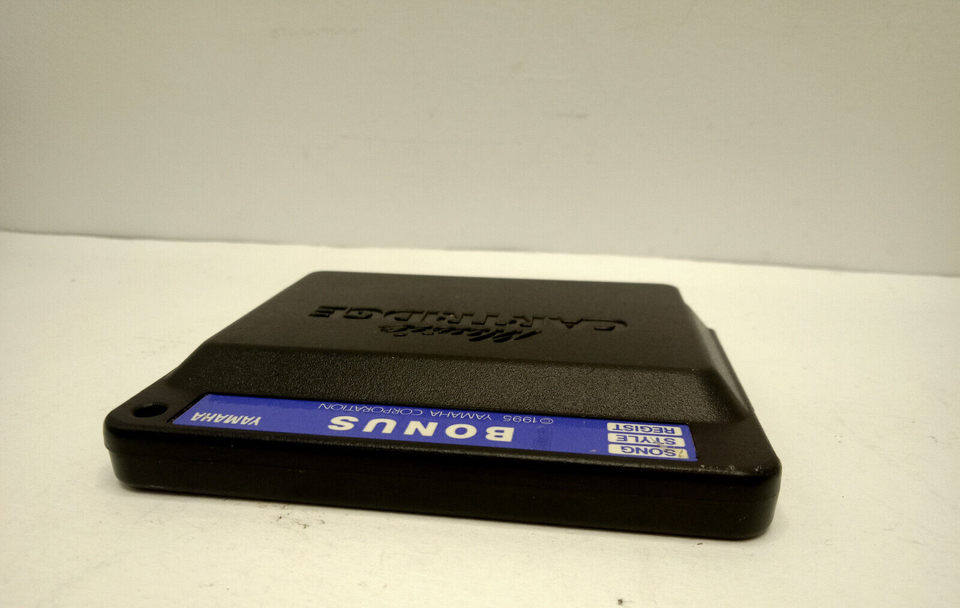 Music
CARTRIDGE
SONG
STYLE
REGIST
BONUS
©1995 YAMAHA CORPORATION
YAMAHA